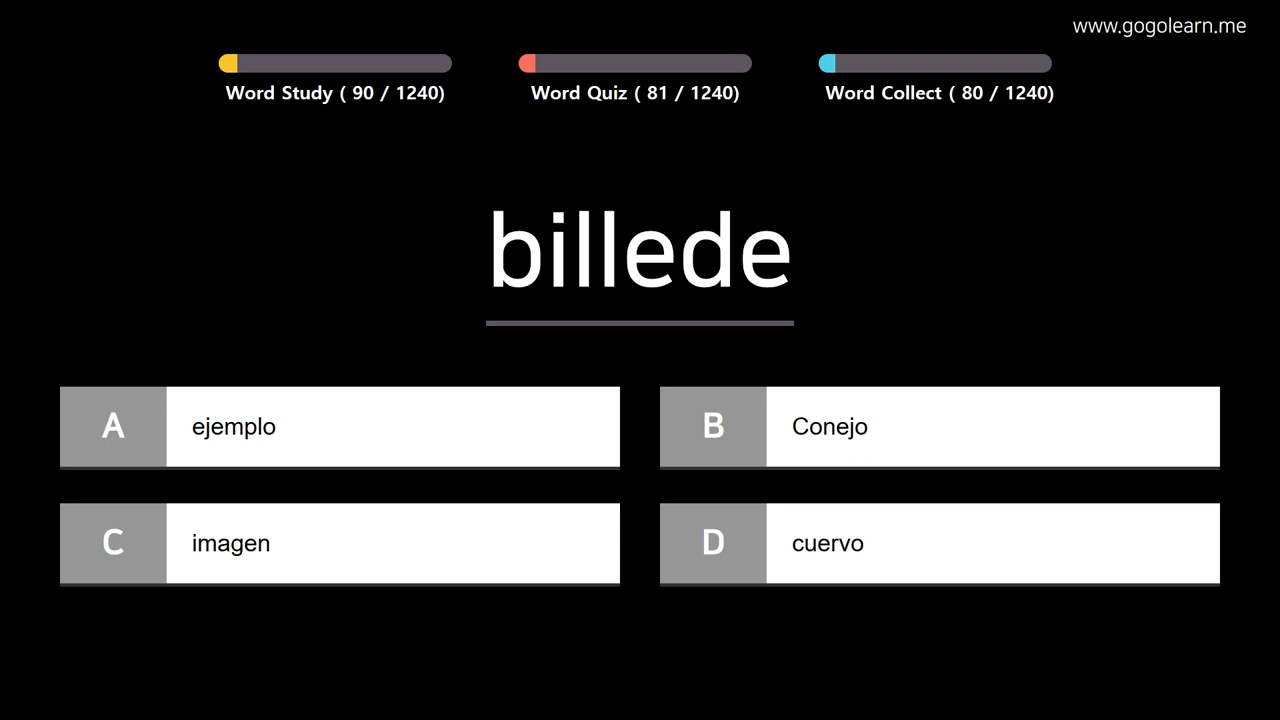 www.gogolearn.me
Word Study ( 90 / 1240)
Word Quiz ( 81 / 1240)
Word Collect ( 80 / 1240)
billede
A ejemplo
B Conejo
C imagen
D cuervo